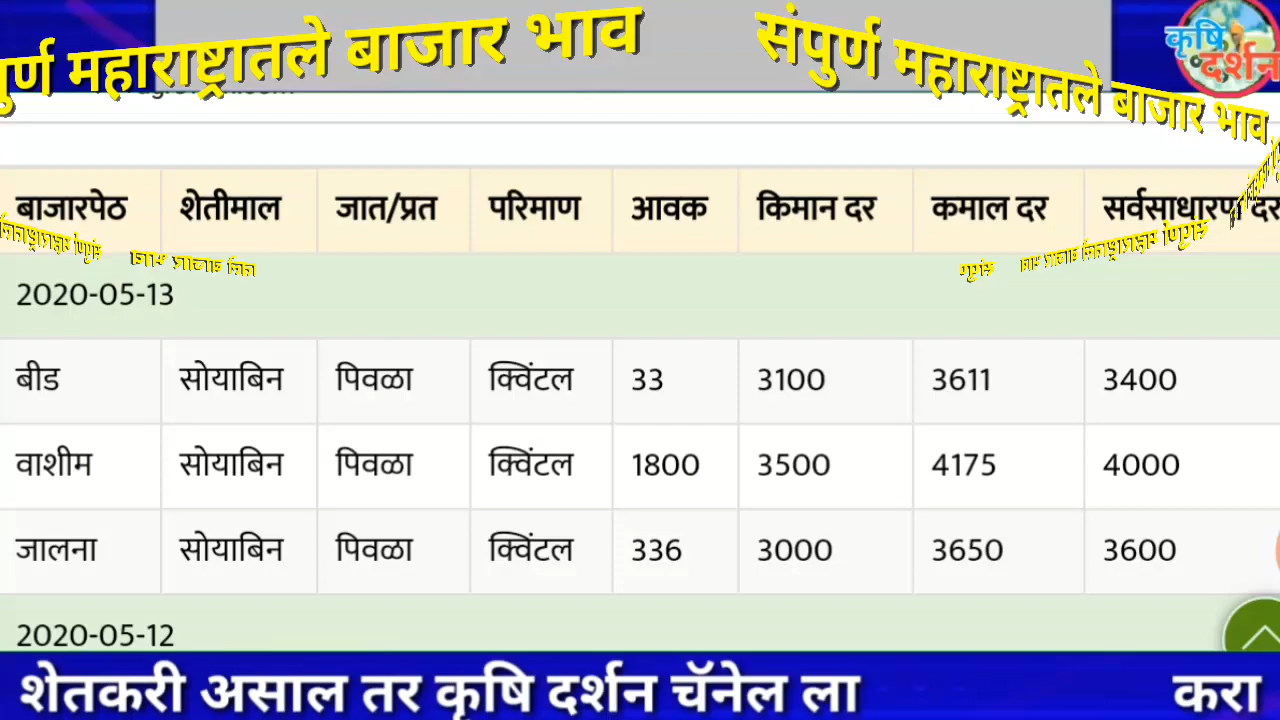 पुर्ण महाराष्ट्रातले बाजार भाव संपुर्ण महाराष्ट्रातले बाजार भाव
कृषि
दर्शन
बाजारपेठ शेतीमाल जात/प्रत परिमाण आवक किमान दर कमाल दर सर्वसाधारण दर
2020-05-13
बीड सोयाबिन पिवळा क्विंटल 33 3100 3611 3400
वाशीम सोयाबिन पिवळा क्विंटल 1800 3500 4175 4000
जालना सोयाबिन पिवळा क्विंटल 336 3000 3650 3600
2020-05-12
शेतकरी असाल तर कृषि दर्शन चॅनेल ला करा